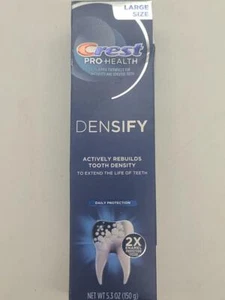 LARGE
SIZE
Crest
PRO-HEALTH
DENSIFY
ACTIVELY REBUILDS
TOOTH DENSITY
TO EXTEND THE LIFE OF TEETH
DAILY PROTECTION
2X
NET WT 5.3 OZ (150 g)